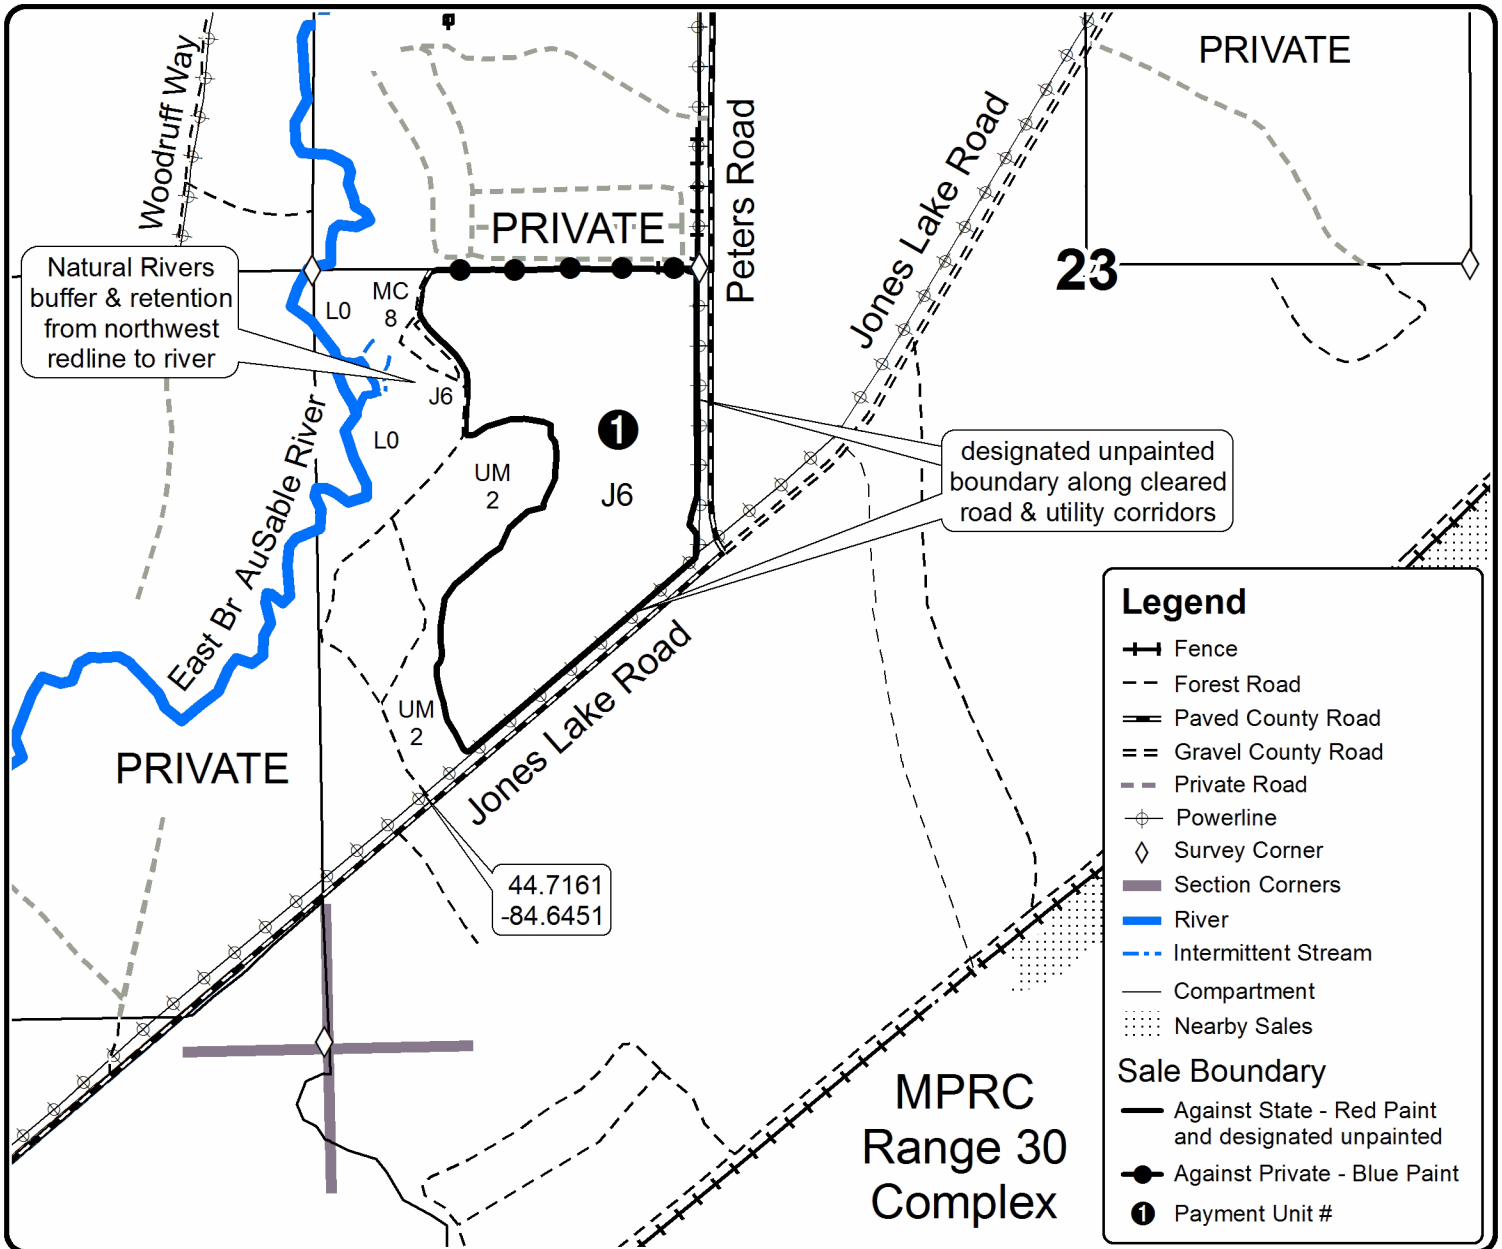 PRIVATE
Woodruff Way
Peters Road
Jones Lake Road
PRIVATE
23
Natural Rivers
buffer & retention
from northwest
redline to river
MC
8
L0
J6
L0
1
J6
UM
2
designated unpainted
boundary along cleared
road & utility corridors
East Br AuSable River
UM
2
Jones Lake Road
PRIVATE
44.7161
-84.6451
MPRC
Range 30
Complex
Legend
Fence
Forest Road
Paved County Road
Gravel County Road
Private Road
Powerline
Survey Corner
Section Corners
River
Intermittent Stream
Compartment
Nearby Sales
Sale Boundary
Against State - Red Paint
and designated unpainted
Against Private - Blue Paint
1 Payment Unit #